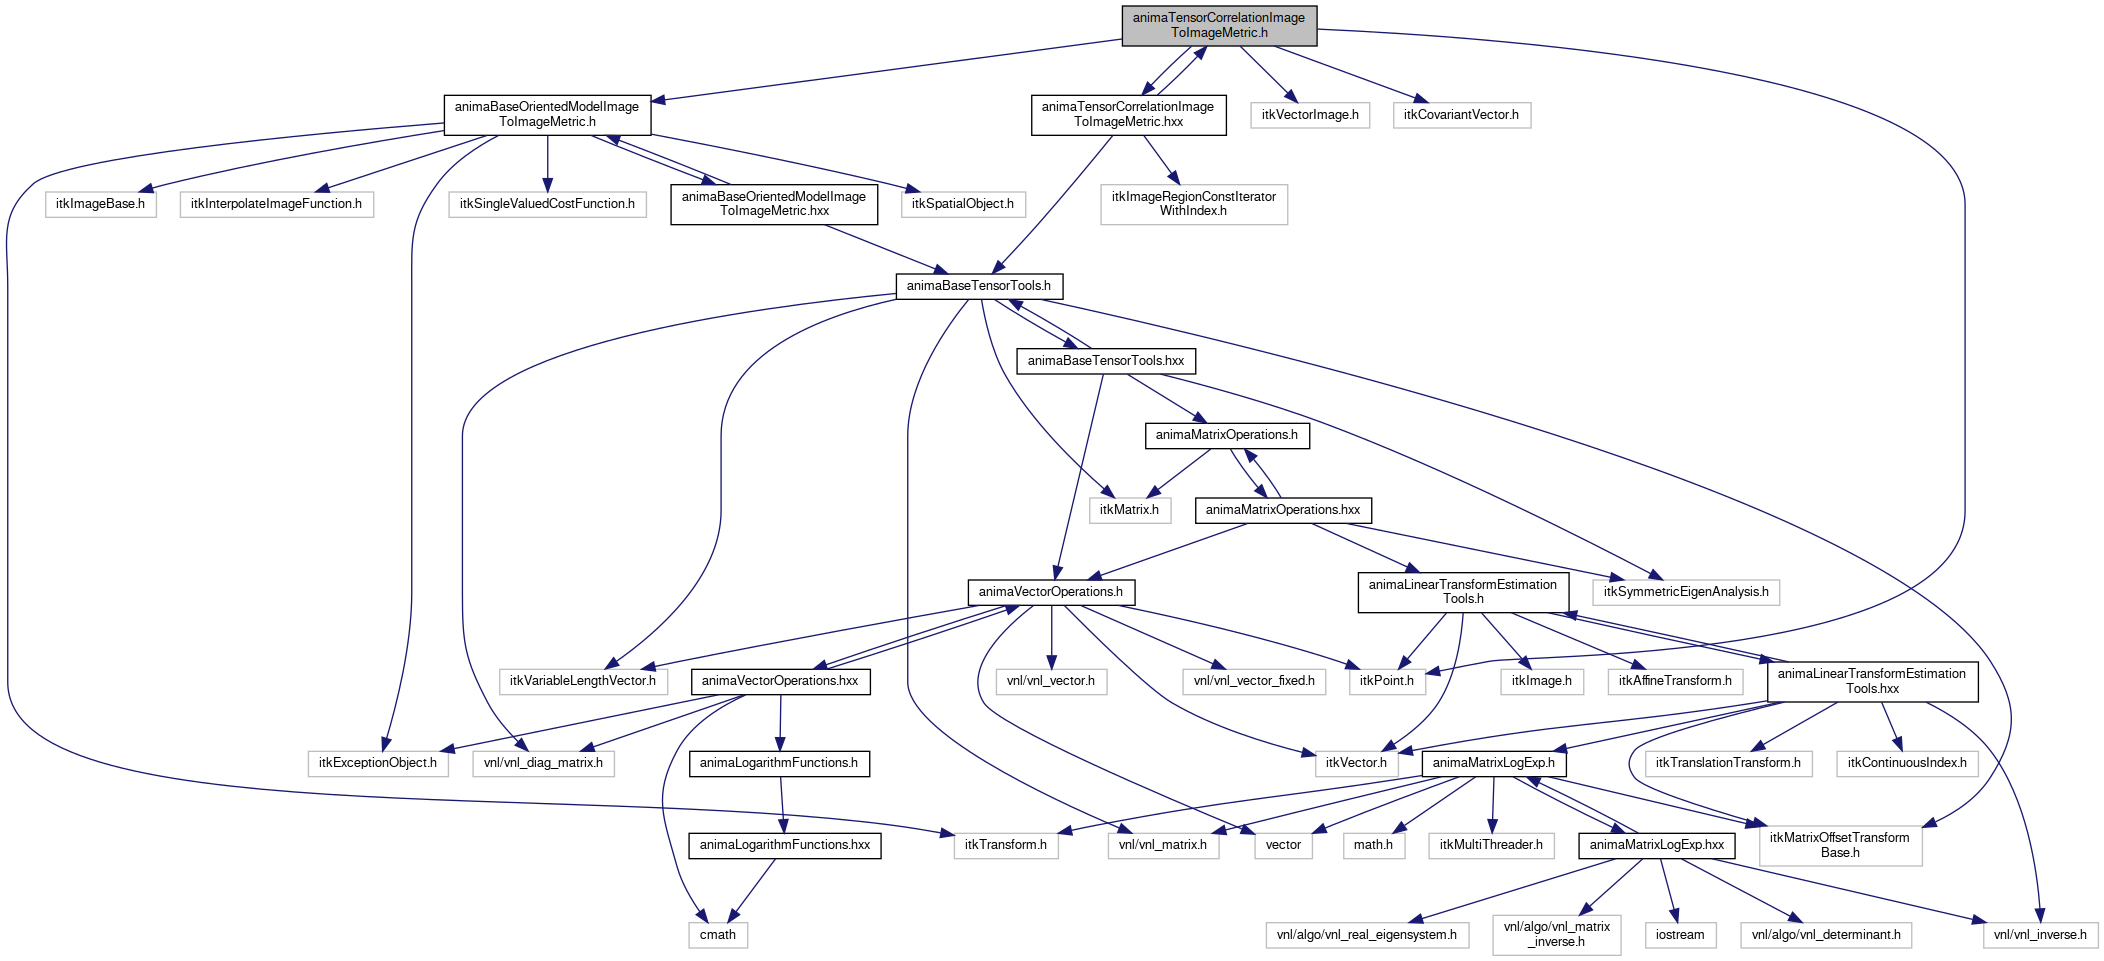 animaTensorCorrelationImage
ToImageMetric.h
animaBaseOrientedModelImage
ToImageMetric.h
animaTensorCorrelationImage
ToImageMetric.hxx
itkVectorImage.h
itkCovariantVector.h
itkImageBase.h
itkInterpolateImageFunction.h
itkSingleValuedCostFunction.h
animaBaseOrientedModelImage
ToImageMetric.hxx
itkSpatialObject.h
itkImageRegionConstIterator
WithIndex.h
animaBaseTensorTools.h
animaBaseTensorTools.hxx
animaMatrixOperations.h
itkMatrix.h
animaMatrixOperations.hxx
animaVectorOperations.h
animaLinearTransformEstimation
Tools.h
itkSymmetricEigenAnalysis.h
itkVariableLengthVector.h
animaVectorOperations.hxx
vnl/vnl_vector.h
vnl/vnl_vector_fixed.h
itkPoint.h
itkImage.h
itkAffineTransform.h
animaLinearTransformEstimation
Tools.hxx
itkExceptionObject.h
vnl/vnl_diag_matrix.h
animaLogarithmFunctions.h
itkVector.h
animaMatrixLogExp.h
itkTranslationTransform.h
itkContinuousIndex.h
animaLogarithmFunctions.hxx
itkTransform.h
vnl/vnl_matrix.h
vector
math.h
itkMultiThreader.h
animaMatrixLogExp.hxx
itkMatrixOffsetTransform
Base.h
cmath
vnl/algo/vnl_real_eigensystem.h
vnl/algo/vnl_matrix
_inverse.h
iostream
vnl/algo/vnl_determinant.h
vnl/vnl_inverse.h